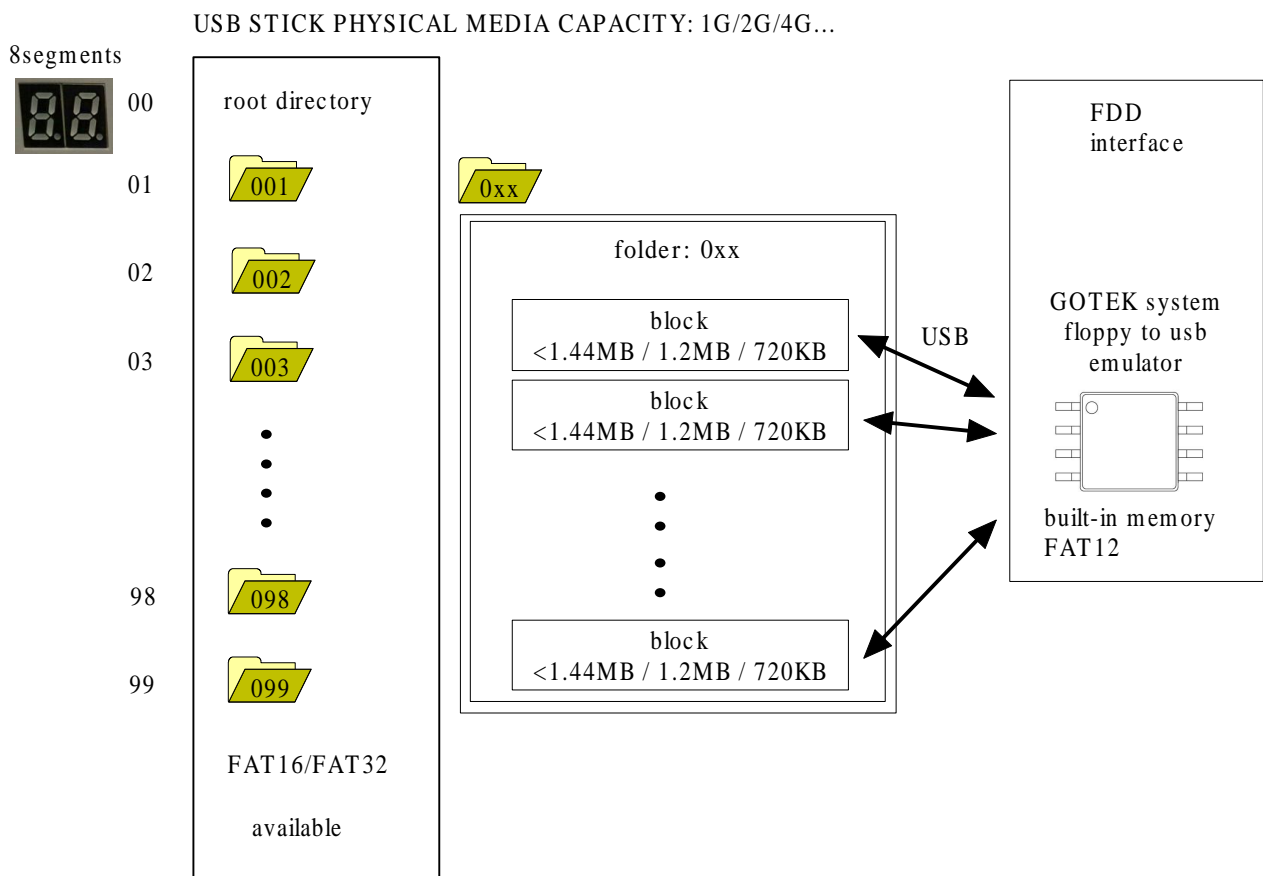 USB STICK PHYSICAL MEDIA CAPACITY: 1G/2G/4G...
8segments
88
00
root directory
01
001
02
002
03
003
98
098
99
099
FAT16/FAT32
available
0xx
folder: 0xx
block
<1.44MB / 1.2MB / 720KB
block
<1.44MB / 1.2MB / 720KB
block
<1.44MB / 1.2MB / 720KB
USB
FDD
interface
GOTEK system
floppy to usb
emulator
built-in memory
FAT12